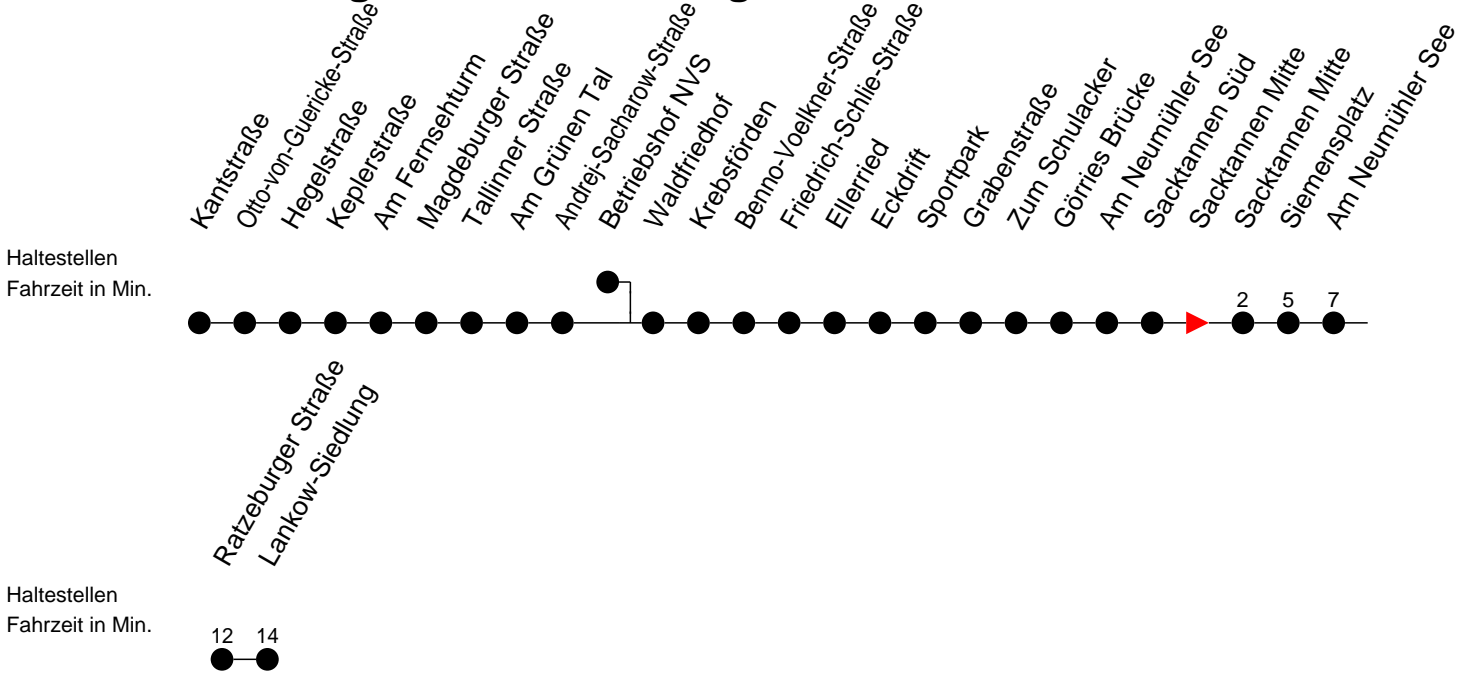 Kantstraße
Otto-von-Guericke-Straße
Hegelstraße
Keplerstraße
Am Fernsehturm
Magdeburger Straße
Tallinner Straße
Am Grünen Tal
Andrej-Sacharow-Straße
Betriebshof NVS
Waldfriedhof
Krebsförden
Benno-Voelkner-Straße
Friedrich-Schlie-Straße
Ellerried
Eckdrift
Sportpark
Grabenstraße
Zum Schulacker
Görries Brücke
Am Neumühler See
Sacktannen Süd
Sacktannen Mitte
Sacktannen Mitte
Siemensplatz
Am Neumühler See
Haltestellen
Fahrzeit in Min.
2 5 7
Ratzeburger Straße
Lankow-Siedlung
Haltestellen
Fahrzeit in Min.
12 14